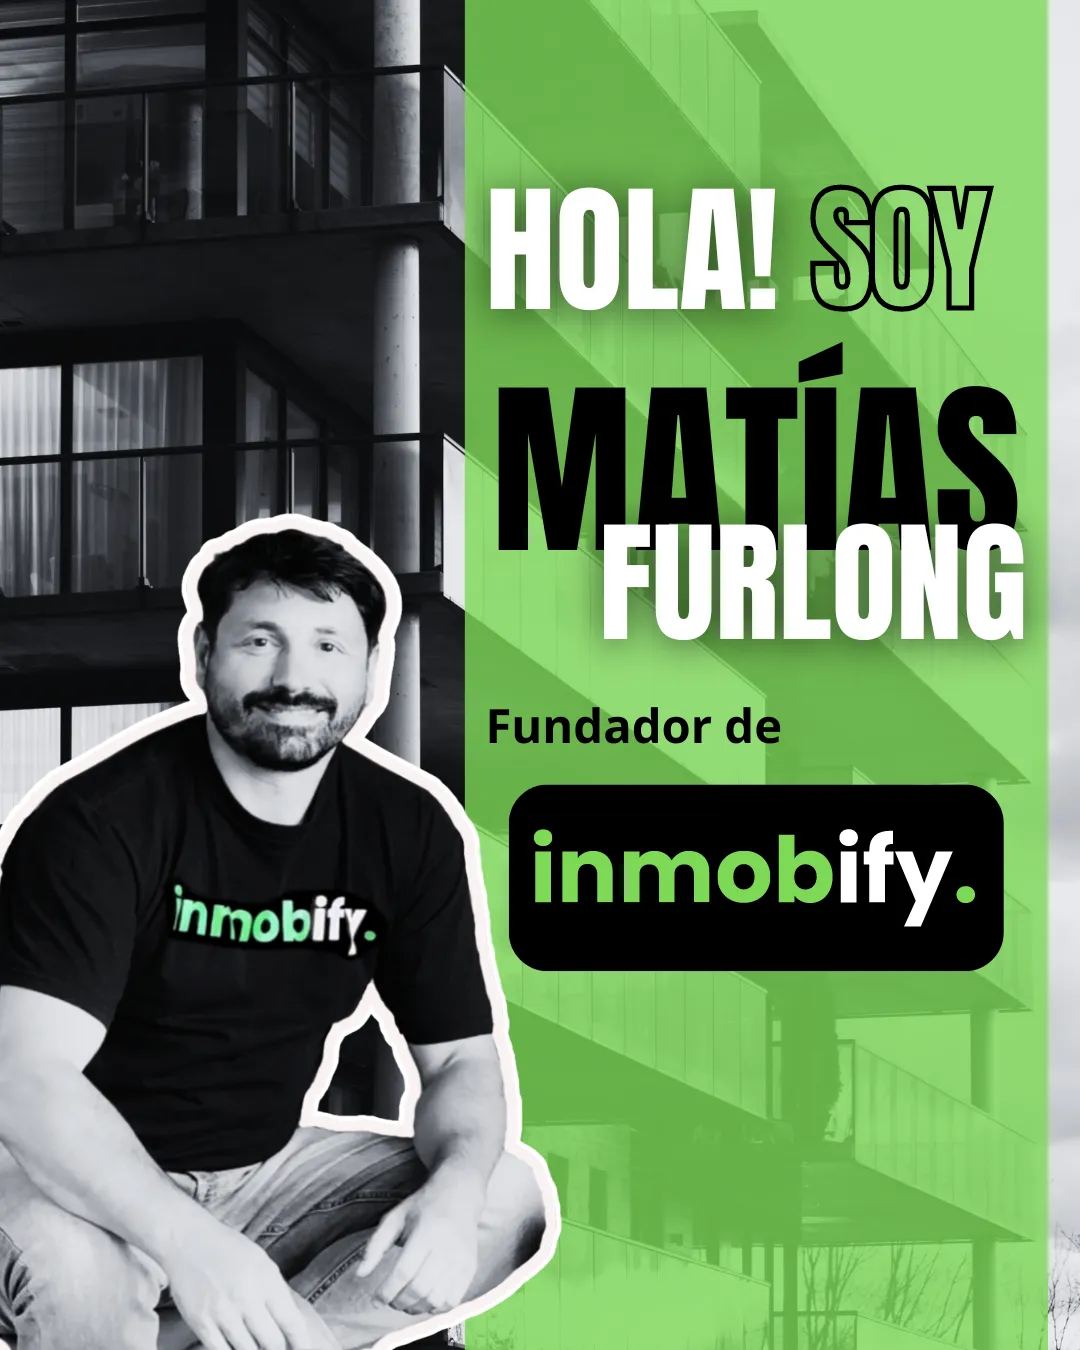 HOLA! SOY
MATÍAS
FURLONG
Fundador de
inmobify.
inmobify.